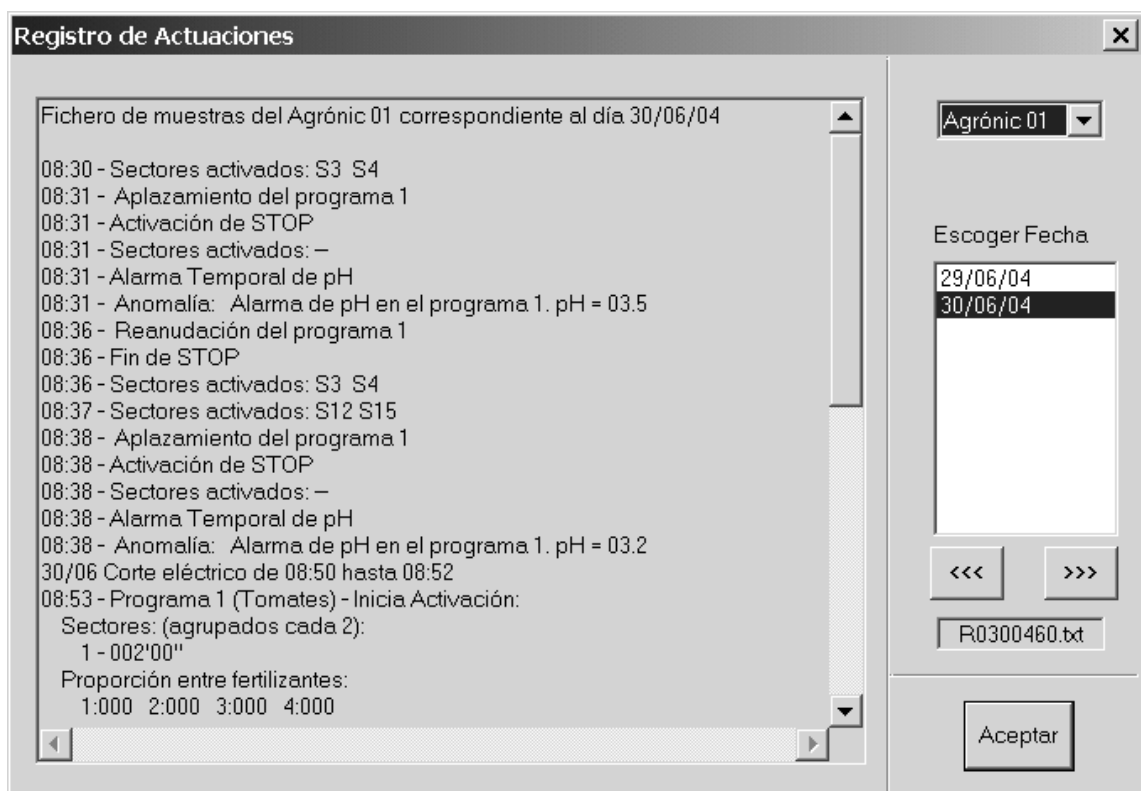 Registro de Actuaciones
Fichero de muestras del Agrónic 01 correspondiente al día 30/06/04
08:30 - Sectores activados: S3 S4
08:31 - Aplazamiento del programa 1
08:31 - Activación de STOP
08:31 - Sectores activados: –
08:31 - Alarma Temporal de pH
08:31 - Anomalía: Alarma de pH en el programa 1. pH = 03.5
08:36 - Reanudación del programa 1
08:36 - Fin de STOP
08:36 - Sectores activados: S3 S4
08:37 - Sectores activados: S12 S15
08:38 - Aplazamiento del programa 1
08:38 - Activación de STOP
08:38 - Sectores activados: –
08:38 - Alarma Temporal de pH
08:38 - Anomalía: Alarma de pH en el programa 1. pH = 03.2
30/06 Corte eléctrico de 08:50 hasta 08:52
08:53 - Programa 1 (Tomates) - Inicia Activación:
Sectores: (agrupados cada 2):
1 - 002'00"
Proporción entre fertilizantes:
1:000 2:000 3:000 4:000
Agrónic 01
Escoger Fecha
29/06/04
30/06/04
<<< >>>
R0300460.txt
Aceptar